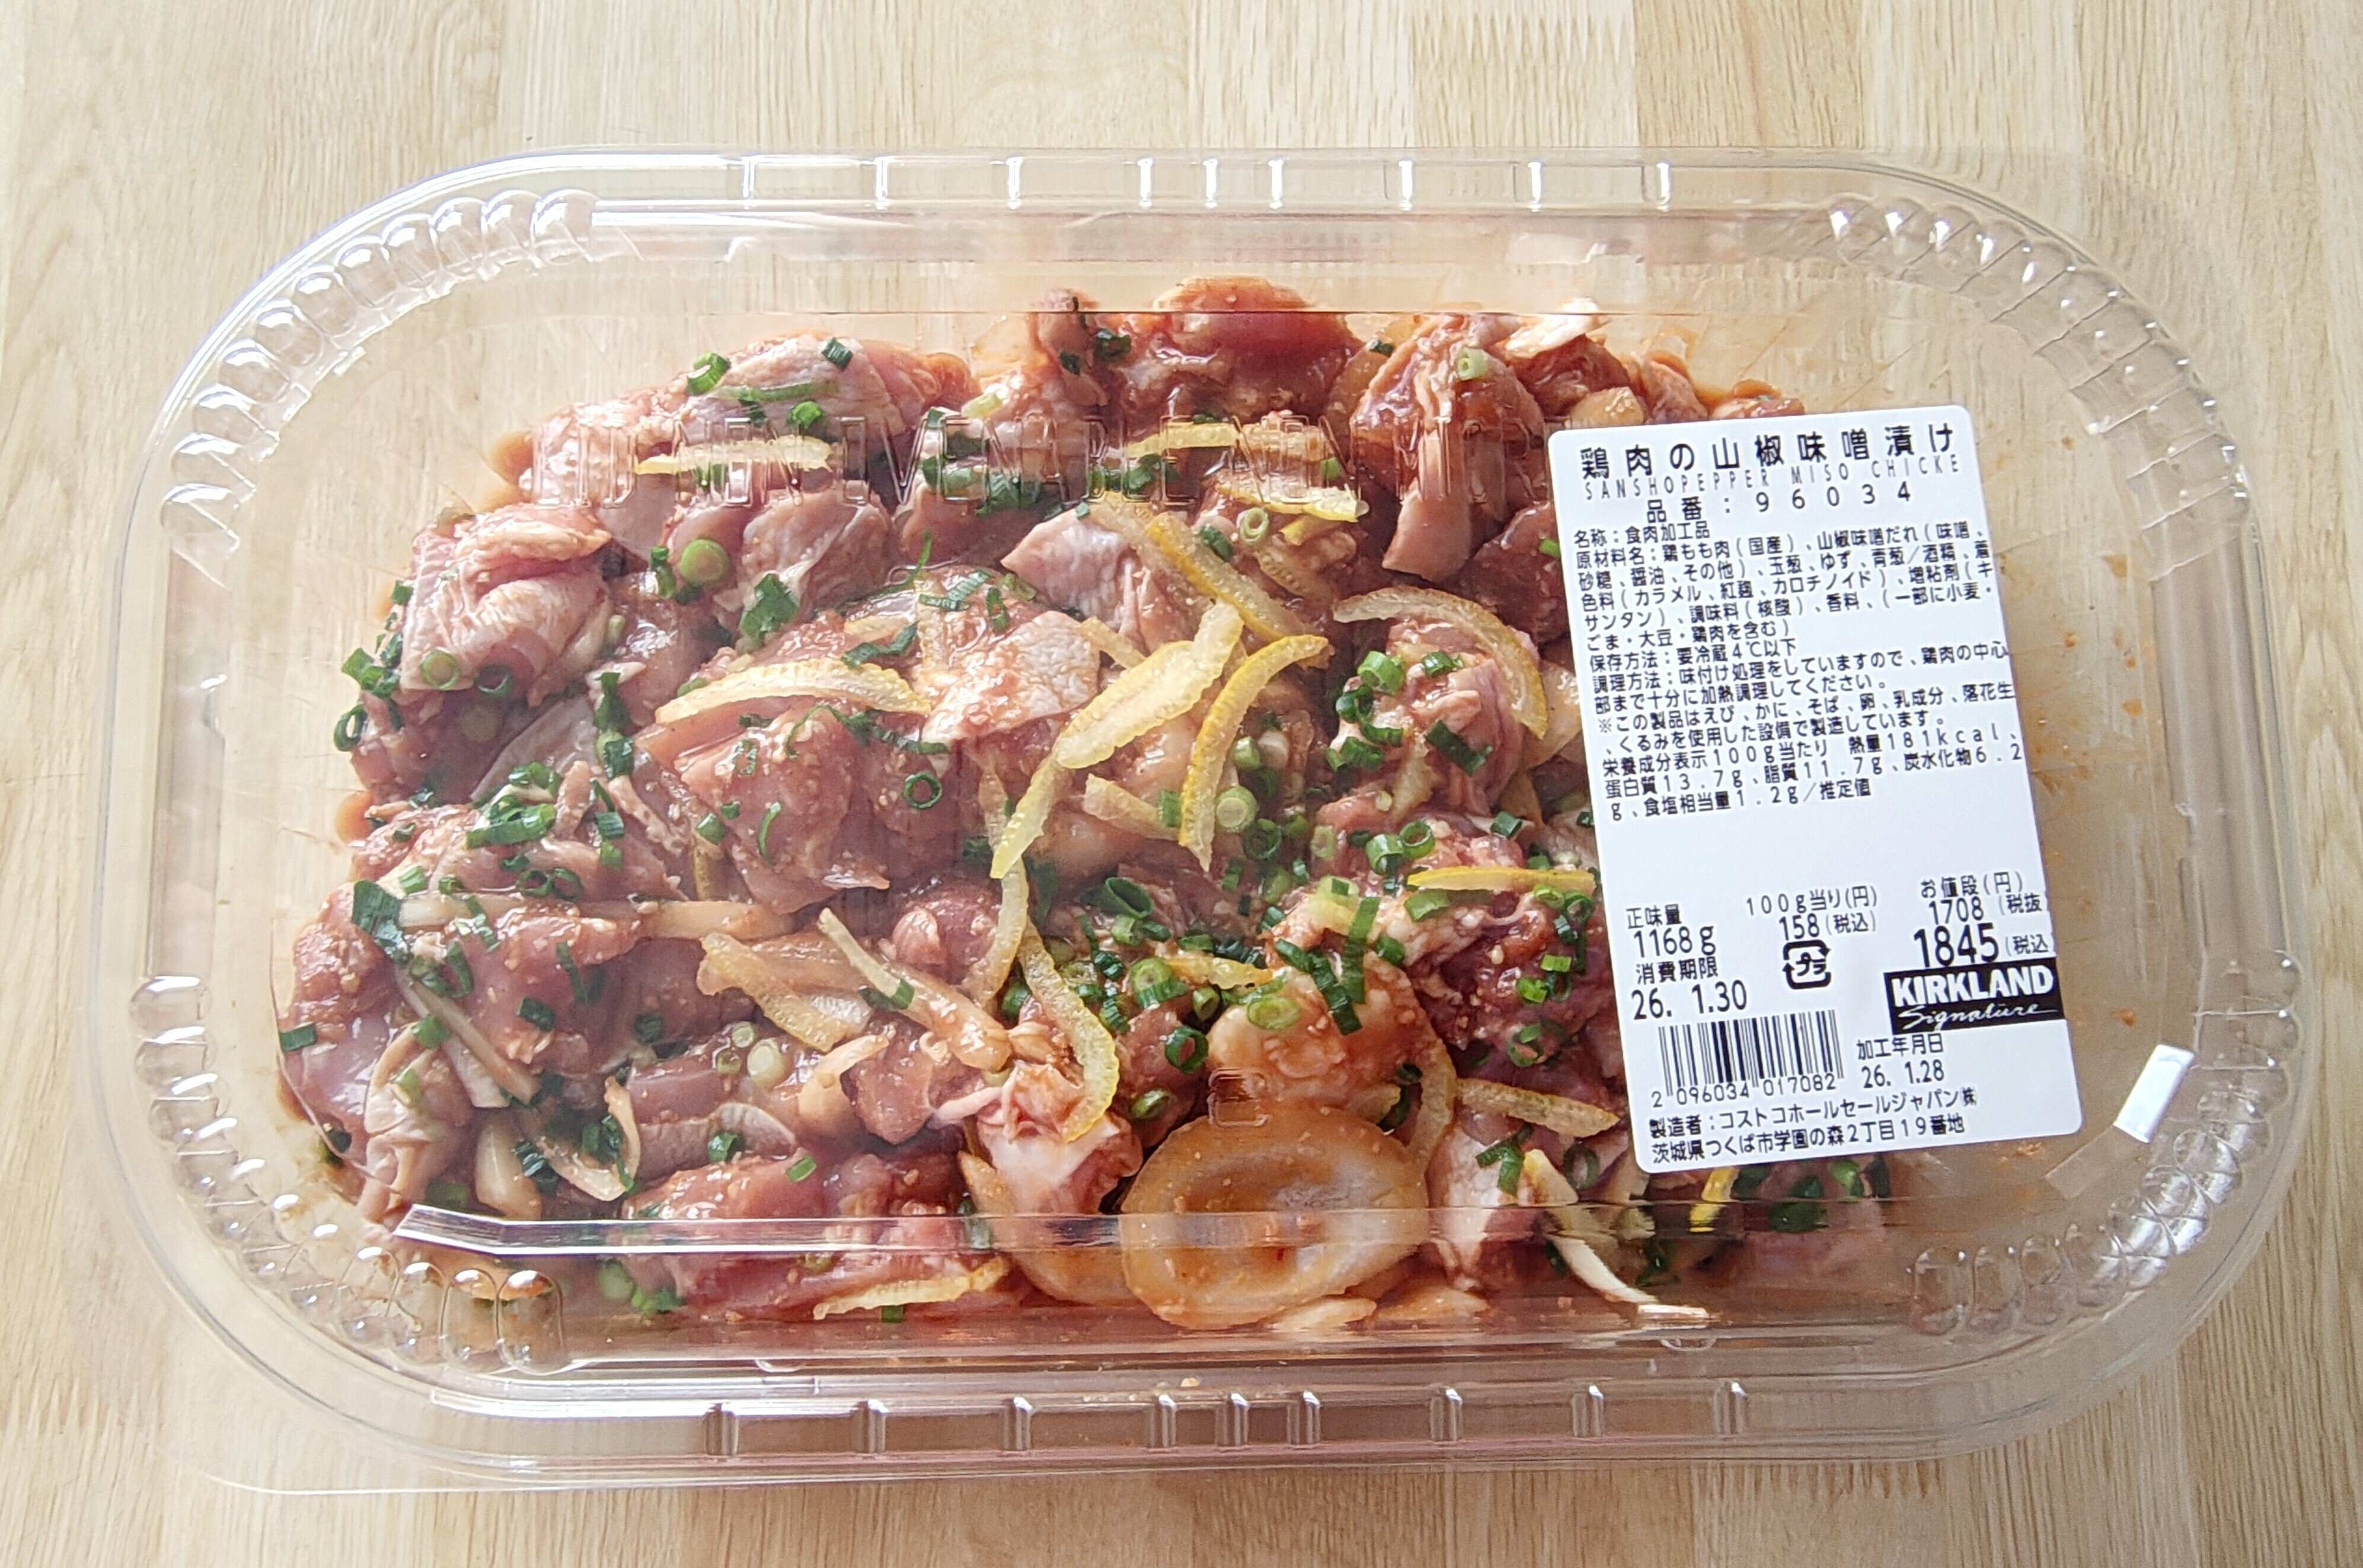 鶏肉の山椒味噌漬け
SANSHOPEPPER MISO CHICKE
品番:96034
名称:食肉加工品
原材料名:鶏もも肉(国産)、山椒味噌だれ(味噌、
砂糖、醤油、その他)、玉葱、ゆず、青葱/酒精、着
色料(カラメル、紅麹、カロチノイド)、増粘剤(キ
サンタン)、調味料(核酸)、香料、(一部に小麦・
ごま・大豆・鶏肉を含む)
保存方法:要冷蔵4℃以下
調理方法:味付け処理をしていますので、鶏肉の中心
部まで十分に加熱調理してください。
※この製品はえび、かに、そば、卵、乳成分、落花生
、くるみを使用した設備で製造しています。
栄養成分表示100g当たり 熱量181kcal、
蛋白質13.7g、脂質11.7g、炭水化物6.2
g、食塩相当量1.2g/推定値
正味量 100g当り(円) お値段(円)
1168g 158(税込) 1708(税抜
1845(税込
消費期限 プラ
26. 1.30
KIRKLAND
Signature
加工年月日
26. 1.28
2 096034 017082
製造者:コストコホールセールジャパン㈱
茨城県つくば市学園の森2丁目19番地